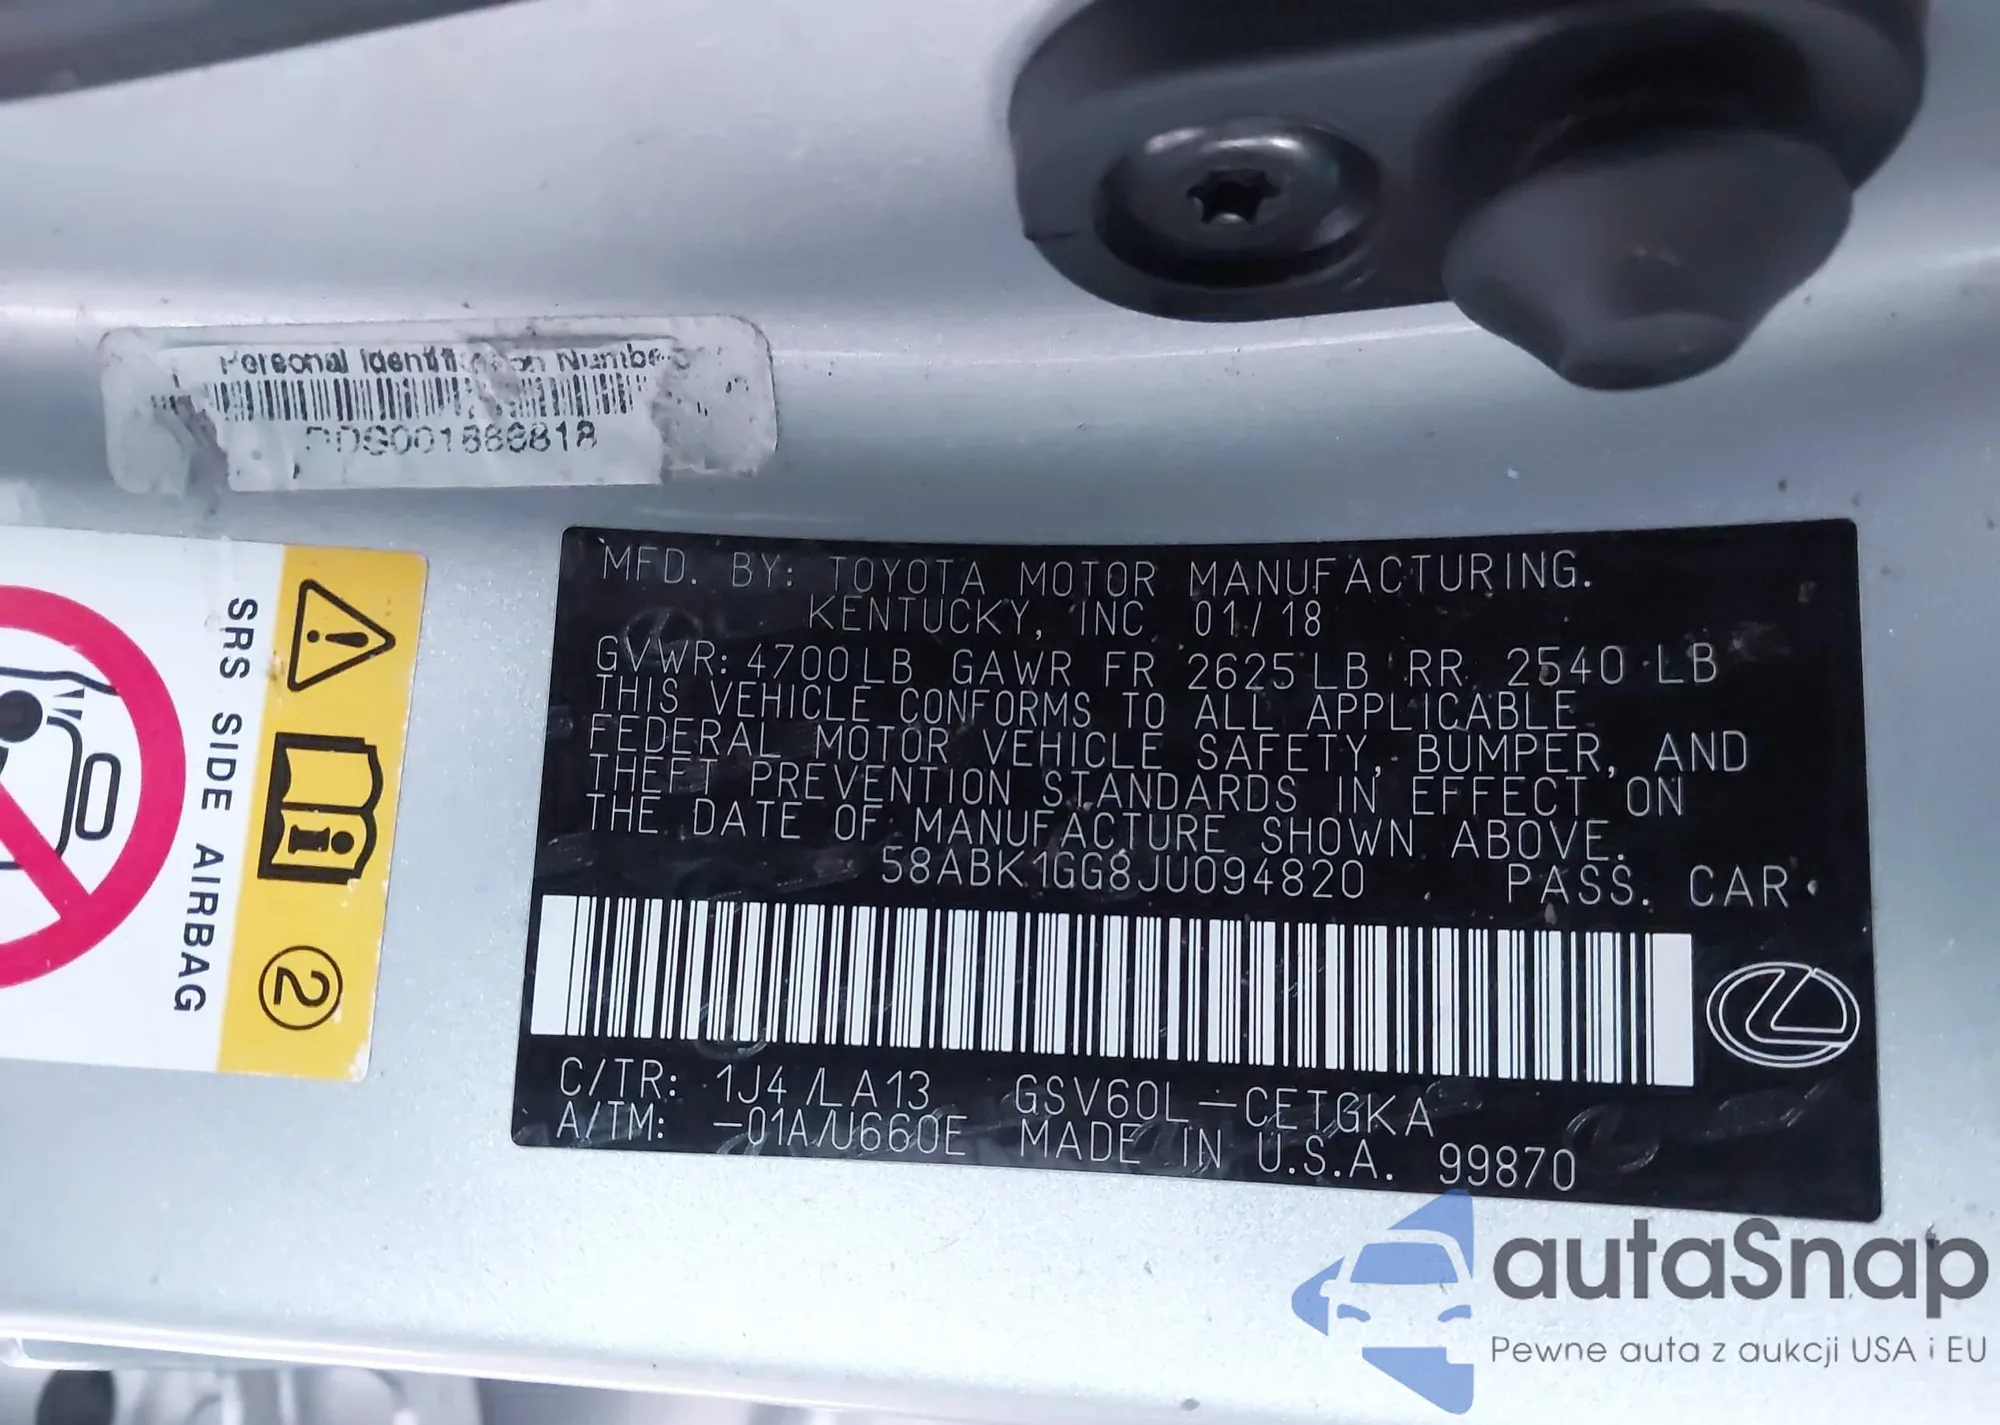 Personal Identification Number
MFD. BY: TOYOTA MOTOR MANUFACTURING.
KENTUCKY, INC 01/18
GVWR: 4700LB GAWR FR 2625LB RR 2540 LB
THIS VEHICLE CONFORMS TO ALL APPLICABLE
FEDERAL MOTOR VEHICLE SAFETY, BUMPER, AND
THEFT PREVENTION STANDARDS IN EFFECT ON
THE DATE OF MANUFACTURE SHOWN ABOVE.
58ABK1GG8JU094820 PASS. CAR
C/TR: 1J4/LA13 GSV60L-CETGKA
A/TM: -01A/U660E MADE IN U.S.A. 99870
SRS SIDE AIRBAG
2
autaSnap
Pewne auta z aukcji USA i EU